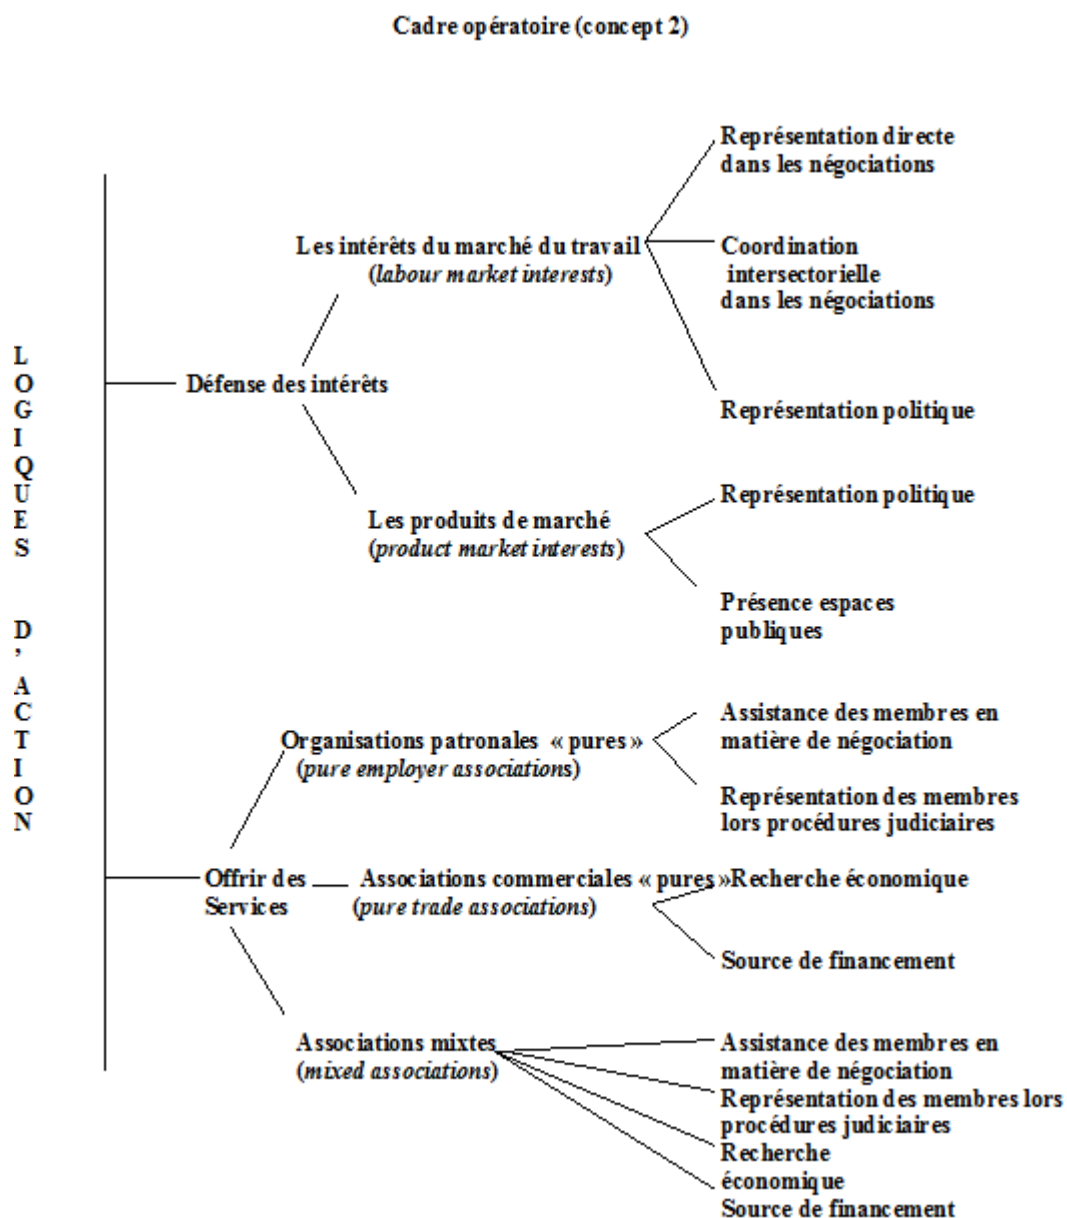 Cadre opératoire (concept 2)
LOGIQUES D'ACTION
Défense des intérêts
Les intérêts du marché du travail
(labour market interests)
Représentation directe
dans les négociations
Coordination
intersectorielle
dans les négociations
Représentation politique
Les produits de marché
(product market interests)
Représentation politique
Présence espaces
publiques
Offrir des
Services
Organisations patronales « pures »
(pure employer associations)
Assistance des membres en
matière de négociation
Représentation des membres
lors procédures judiciaires
Associations commerciales « pures »
(pure trade associations)
Recherche économique
Source de financement
Associations mixtes
(mixed associations)
Assistance des membres en
matière de négociation
Représentation des membres lors
procédures judiciaires
Recherche
économique
Source de financement